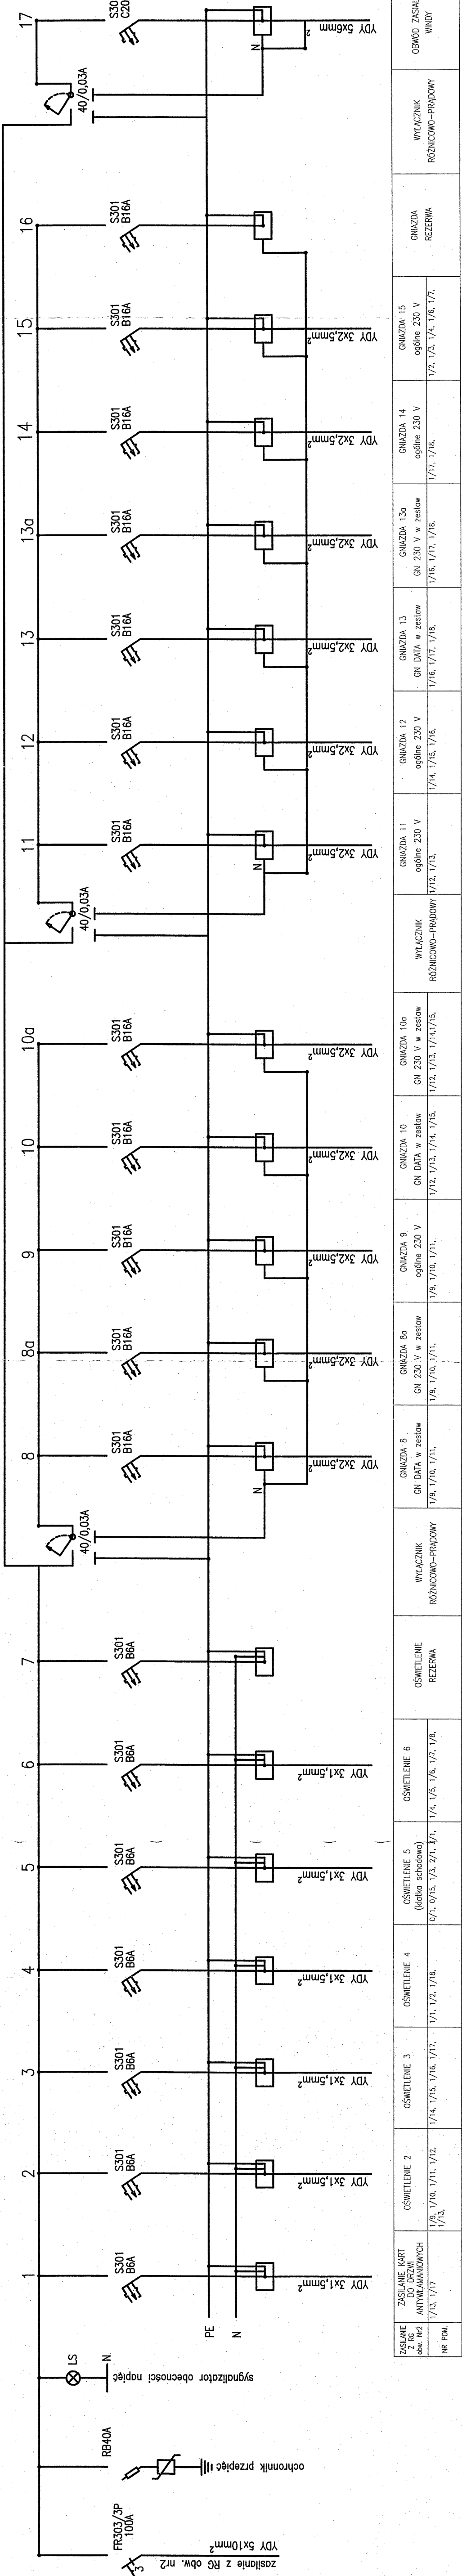 17
S30
C20
40/0,03A
N
YDY 5x6mm²
OBWÓD ZASIAL
WINDY
WYŁĄCZNIK
RÓŻNICOWO-PRĄDOWY
16
S301
B16A
GNIAZDA
REZERWA
15
S301
B16A
YDY 3x2,5mm²
GNIAZDA 15
ogólne 230 V
1/2, 1/3, 1/4, 1/6, 1/7,
14
S301
B16A
YDY 3x2,5mm²
GNIAZDA 14
ogólne 230 V
1/17, 1/18,
13a
S301
B16A
YDY 3x2,5mm²
GNIAZDA 13a
GN 230 V w zestaw
1/16, 1/17, 1/18,
13
S301
B16A
YDY 3x2,5mm²
GNIAZDA 13
GN DATA w zestaw
1/16, 1/17, 1/18,
12
S301
B16A
YDY 3x2,5mm²
GNIAZDA 12
ogólne 230 V
1/14, 1/15, 1/16,
11
S301
B16A
N
YDY 3x2,5mm²
GNIAZDA 11
ogólne 230 V
1/12, 1/13,
40/0,03A
WYŁĄCZNIK
RÓŻNICOWO-PRĄDOWY
10a
S301
B16A
YDY 3x2,5mm²
GNIAZDA 10a
GN 230 V w zestaw
1/12, 1/13, 1/14,1/15,
10
S301
B16A
YDY 3x2,5mm²
GNIAZDA 10
GN DATA w zestaw
1/12, 1/13, 1/14, 1/15,
9
S301
B16A
YDY 3x2,5mm²
GNIAZDA 9
ogólne 230 V
1/9, 1/10, 1/11,
8a
S301
B16A
YDY 3x2,5mm²
GNIAZDA 8a
GN 230 V w zestaw
1/9, 1/10, 1/11,
8
S301
B16A
N
YDY 3x2,5mm²
GNIAZDA 8
GN DATA w zestaw
1/9, 1/10, 1/11,
40/0,03A
WYŁĄCZNIK
RÓŻNICOWO-PRĄDOWY
7
S301
B6A
OŚWIETLENIE
REZERWA
6
S301
B6A
YDY 3x1,5mm²
OŚWIETLENIE 6
1/4, 1/5, 1/6, 1/7, 1/8,
5
S301
B6A
YDY 3x1,5mm²
OŚWIETLENIE 5
(klatka schodowa)
0/1, 0/15, 1/3, 2/1, 3/1,
4
S301
B6A
YDY 3x1,5mm²
OŚWIETLENIE 4
1/1, 1/2, 1/18,
3
S301
B6A
YDY 3x1,5mm²
OŚWIETLENIE 3
1/14, 1/15, 1/16, 1/17,
2
S301
B6A
YDY 3x1,5mm²
OŚWIETLENIE 2
1/9, 1/10, 1/11, 1/12,
1/13,
1
S301
B6A
YDY 3x1,5mm²
ZASILANIE KART
DO DRZWI
ANTYWŁAMANIOWYCH
1/13, 1/17
PE
N
ZASILANIE
Z RG
obw. Nr2
NR POM.
LS
N
sygnalizator obecności napięć
RB40A
ochronnik przepięć
FR303/3P
100A
3
YDY 5x10mm²
zasilanie z RG obw. nr2